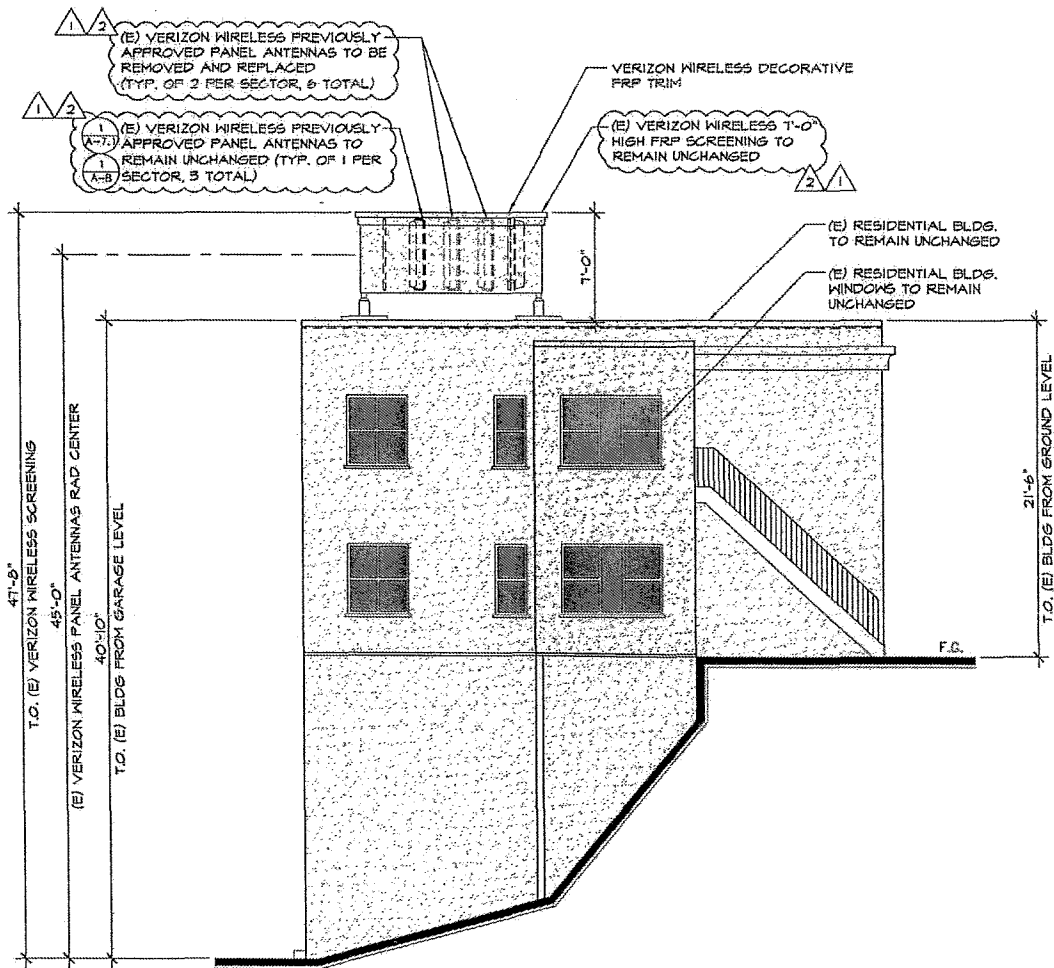 1 2
(E) VERIZON WIRELESS PREVIOUSLY
APPROVED PANEL ANTENNAS TO BE
REMOVED AND REPLACED
(TYP. OF 2 PER SECTOR, 6 TOTAL)
VERIZON WIRELESS DECORATIVE
FRP TRIM
1 2
1
A-7.1
1
A-8
(E) VERIZON WIRELESS PREVIOUSLY
APPROVED PANEL ANTENNAS TO
REMAIN UNCHANGED (TYP. OF 1 PER
SECTOR, 3 TOTAL)
(E) VERIZON WIRELESS 7'-0"
HIGH FRP SCREENING TO
REMAIN UNCHANGED
2 1
7'-0"
(E) RESIDENTIAL BLDG.
TO REMAIN UNCHANGED
(E) RESIDENTIAL BLDG.
WINDOWS TO REMAIN
UNCHANGED
47'-8"
T.O. (E) VERIZON WIRELESS SCREENING
45'-0"
(E) VERIZON WIRELESS PANEL ANTENNAS RAD CENTER
40'-10"
T.O. (E) BLDG FROM GARAGE LEVEL
21'-6"
T.O. (E) BLDG FROM GROUND LEVEL
F.G.